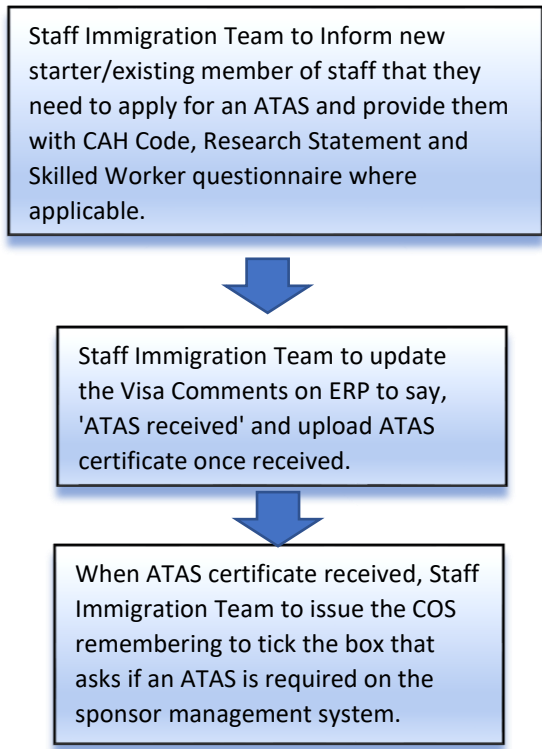 Staff Immigration Team to Inform new
starter/existing member of staff that they
need to apply for an ATAS and provide them
with CAH Code, Research Statement and
Skilled Worker questionnaire where
applicable.
Staff Immigration Team to update
the Visa Comments on ERP to say,
'ATAS received' and upload ATAS
certificate once received.
When ATAS certificate received, Staff
Immigration Team to issue the COS
remembering to tick the box that
asks if an ATAS is required on the
sponsor management system.